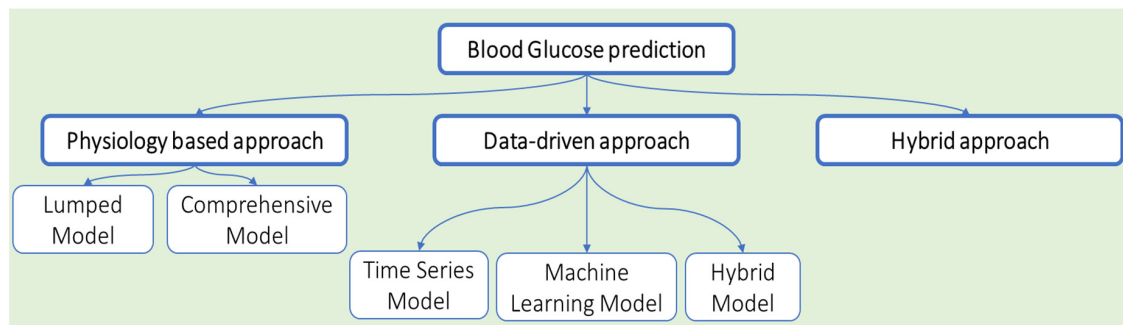 Blood Glucose prediction
Physiology based approach
Data-driven approach
Hybrid approach
Lumped
Model
Comprehensive
Model
Time Series
Model
Machine
Learning Model
Hybrid
Model